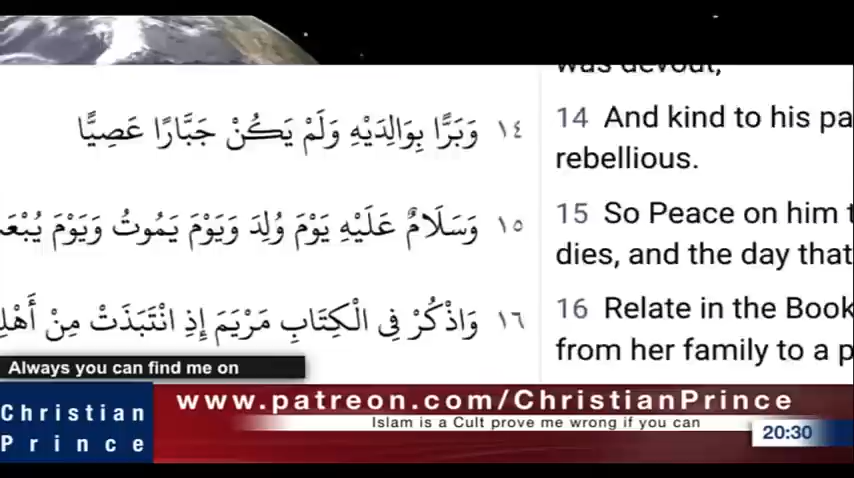 was devout,
١٤ وَبَرًّا بِوَالِدَيْهِ وَلَمْ يَكُنْ جَبَّارًا عَصِيًّا
14 And kind to his pa
rebellious.
١٥ وَسَلَامٌ عَلَيْهِ يَوْمَ وُلِدَ وَيَوْمَ يَمُوتُ وَيَوْمَ يُبْعَ
15 So Peace on him t
dies, and the day that
١٦ وَاذْكُرْ فِي الْكِتَابِ مَرْيَمَ إِذِ انْتَبَذَتْ مِنْ أَهْلِ
16 Relate in the Book
from her family to a p
Always you can find me on
Christian
Prince
www.patreon.com/ChristianPrince
Islam is a Cult prove me wrong if you can
20:30